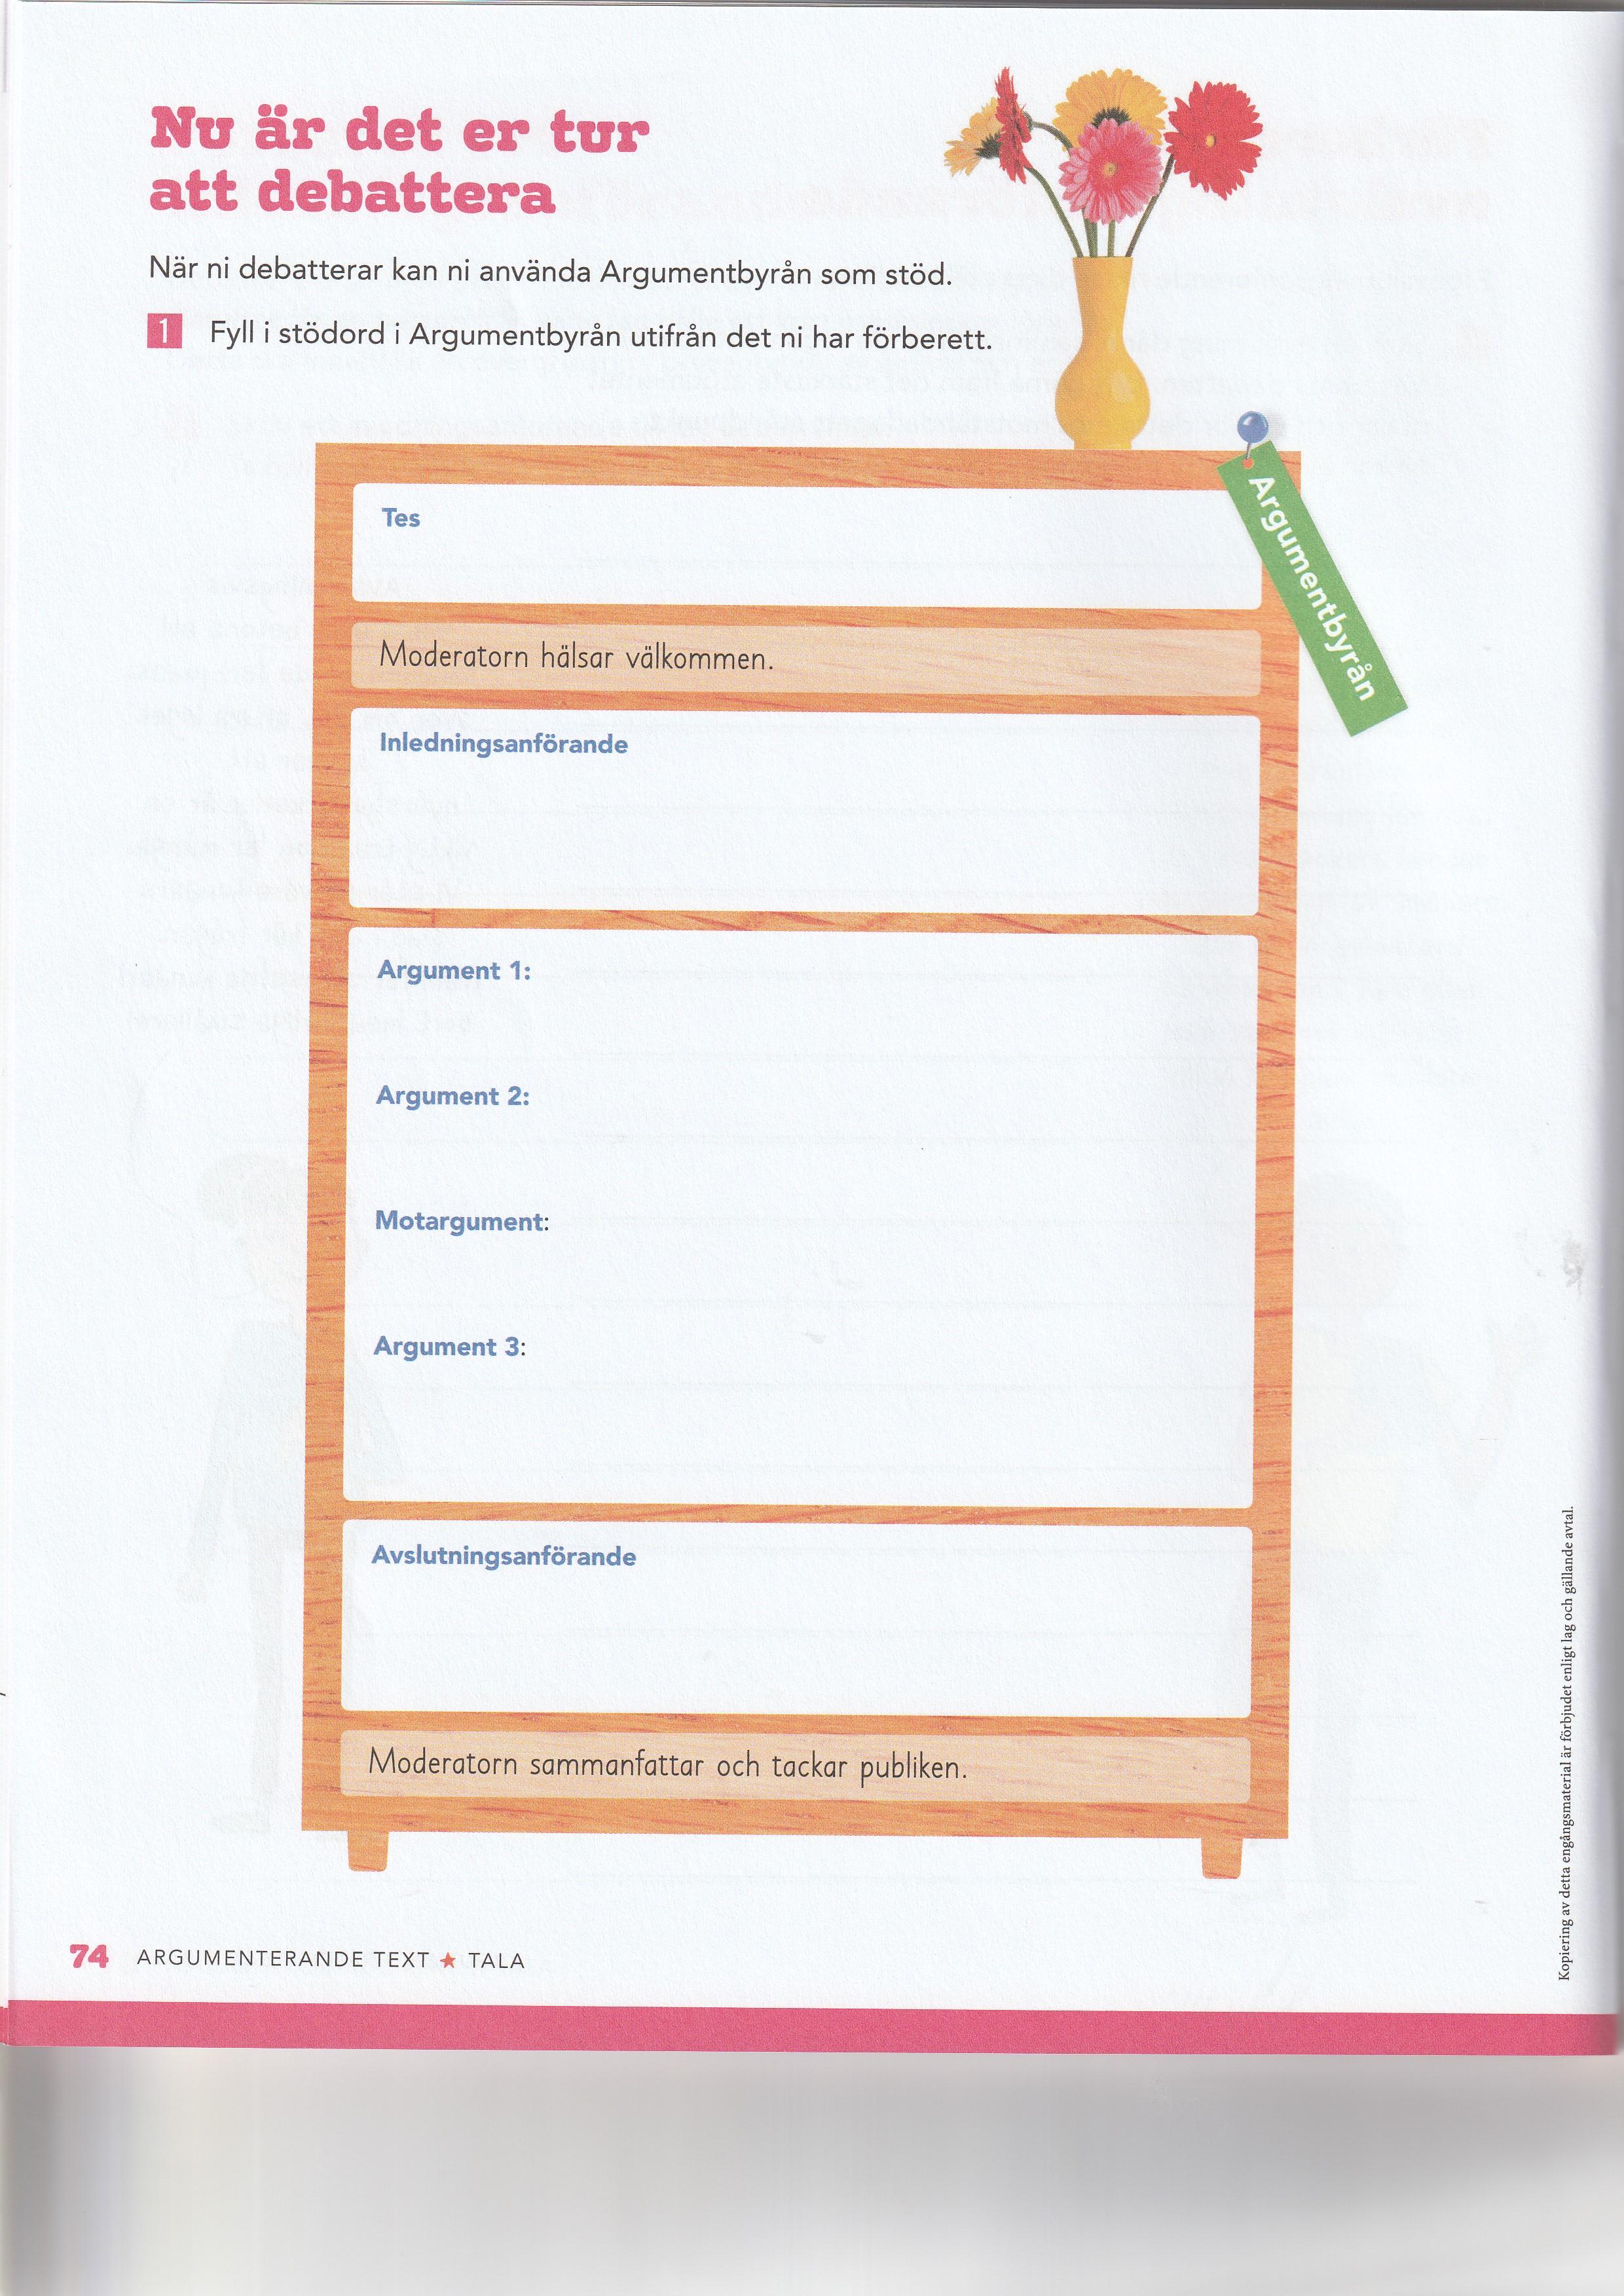 Nu är det er tur
att debattera
När ni debatterar kan ni använda Argumentbyrån som stöd.
1 Fyll i stödord i Argumentbyrån utifrån det ni har förberett.
Argumentbyrån
Tes
Moderatorn hälsar välkommen.
Inledningsanförande
Argument 1:
Argument 2:
Motargument:
Argument 3:
Avslutningsanförande
Moderatorn sammanfattar och tackar publiken.
Kopiering av detta engångsmaterial är förbjudet enligt lag och gällande avtal.
74 ARGUMENTERANDE TEXT ★ TALA